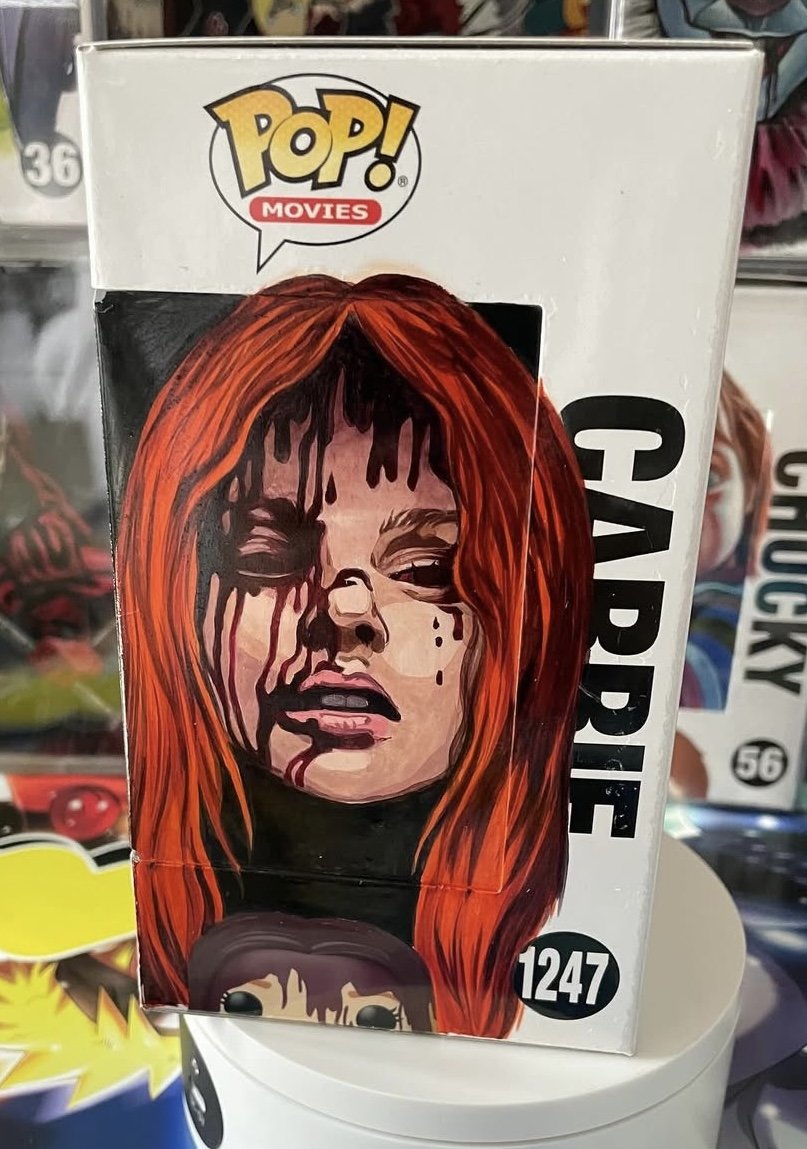 36
POP!®
MOVIES
CARRIE
1247
CHUCKY
56